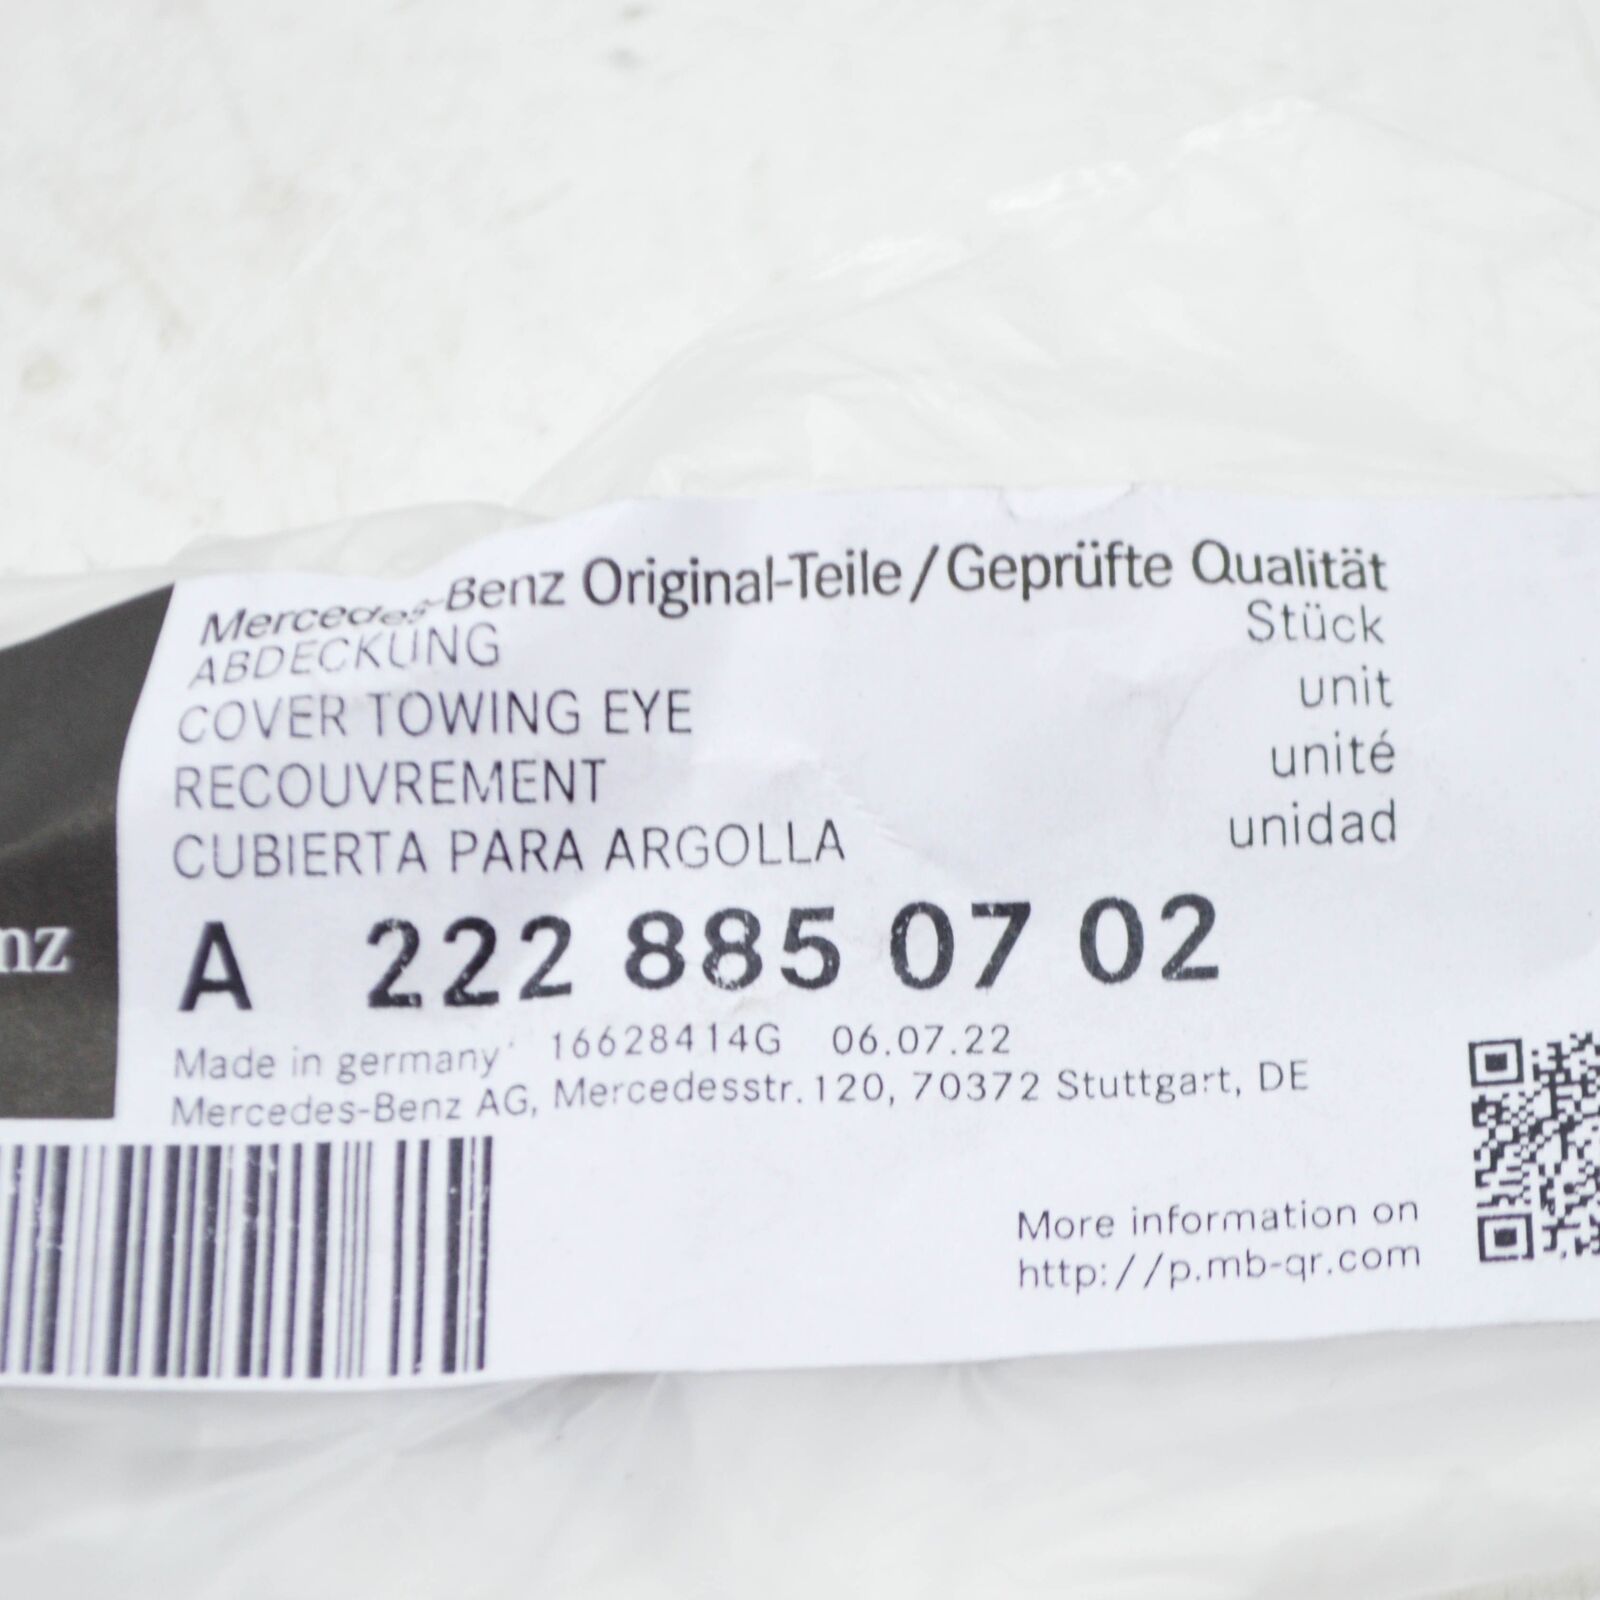 Mercedes-Benz Original-Teile/Geprüfte Qualität
ABDECKUNG Stück
COVER TOWING EYE unit
RECOUVREMENT unité
CUBIERTA PARA ARGOLLA unidad
nz
A 222 885 07 02
Made in germany 16628414G 06.07.22
Mercedes-Benz AG, Mercedesstr.120, 70372 Stuttgart, DE
More information on
http://p.mb-qr.com